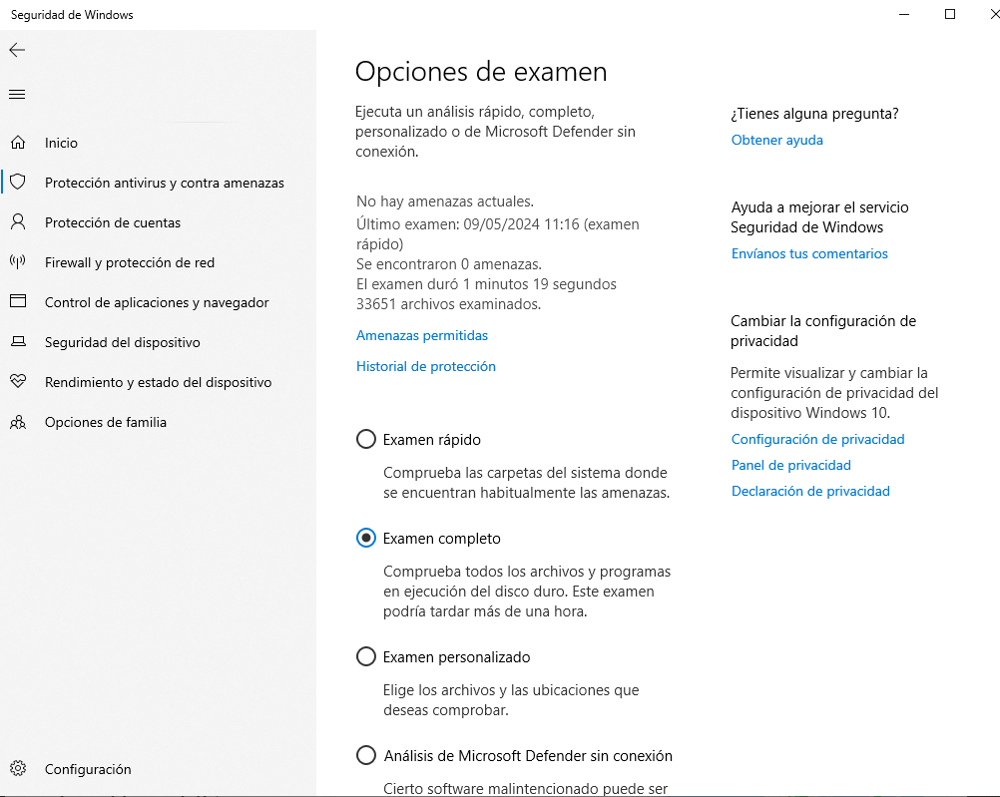 Seguridad de Windows
Inicio
Protección antivirus y contra amenazas
Protección de cuentas
Firewall y protección de red
Control de aplicaciones y navegador
Seguridad del dispositivo
Rendimiento y estado del dispositivo
Opciones de familia
Configuración
Opciones de examen
Ejecuta un análisis rápido, completo,
personalizado o de Microsoft Defender sin
conexión.
No hay amenazas actuales.
Último examen: 09/05/2024 11:16 (examen
rápido)
Se encontraron 0 amenazas.
El examen duró 1 minutos 19 segundos
33651 archivos examinados.
Amenazas permitidas
Historial de protección
Examen rápido
Comprueba las carpetas del sistema donde
se encuentran habitualmente las amenazas.
Examen completo
Comprueba todos los archivos y programas
en ejecución del disco duro. Este examen
podría tardar más de una hora.
Examen personalizado
Elige los archivos y las ubicaciones que
deseas comprobar.
Análisis de Microsoft Defender sin conexión
Cierto software malintencionado puede ser
¿Tienes alguna pregunta?
Obtener ayuda
Ayuda a mejorar el servicio
Seguridad de Windows
Envíanos tus comentarios
Cambiar la configuración de
privacidad
Permite visualizar y cambiar la
configuración de privacidad del
dispositivo Windows 10.
Configuración de privacidad
Panel de privacidad
Declaración de privacidad